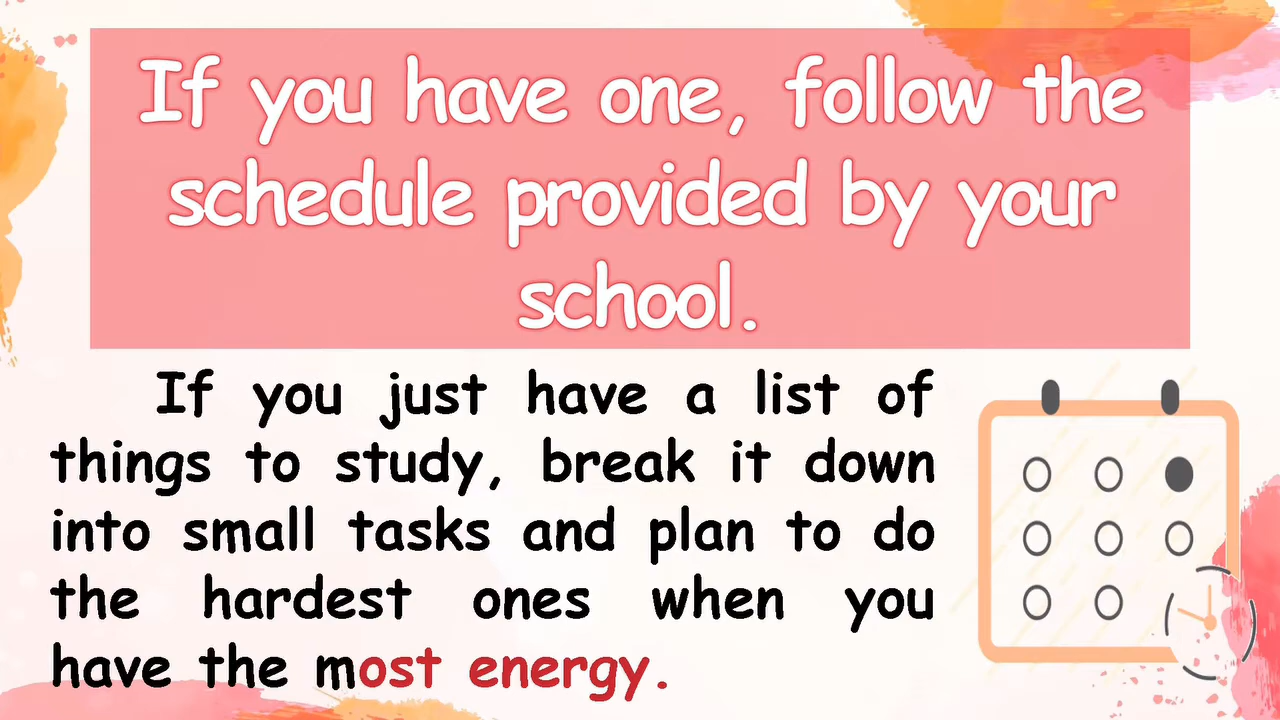 If you have one, follow the
schedule provided by your
school.
If you just have a list of
things to study, break it down
into small tasks and plan to do
the hardest ones when you
have the most energy.